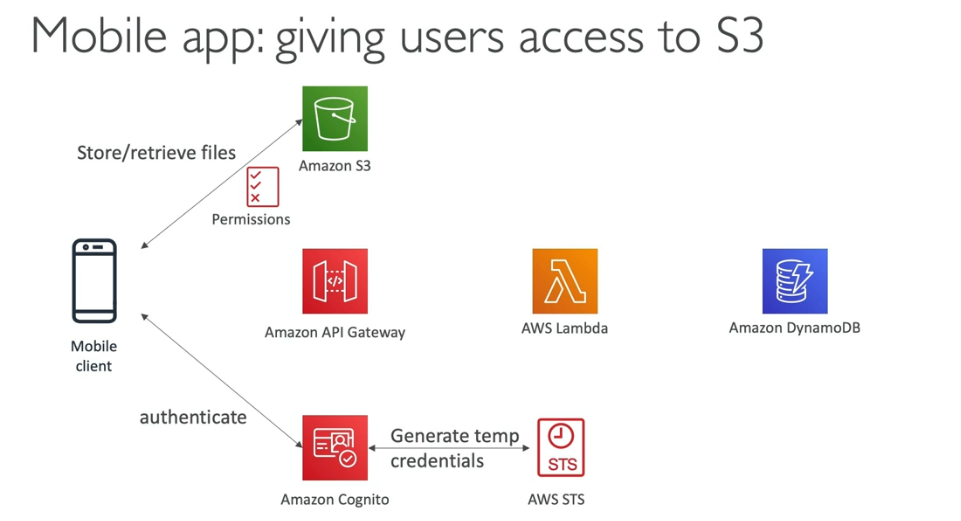 Mobile app: giving users access to S3
Store/retrieve files
Amazon S3
Permissions
Mobile
client
</>
Amazon API Gateway
AWS Lambda
Amazon DynamoDB
authenticate
Generate temp
credentials
STS
Amazon Cognito
AWS STS